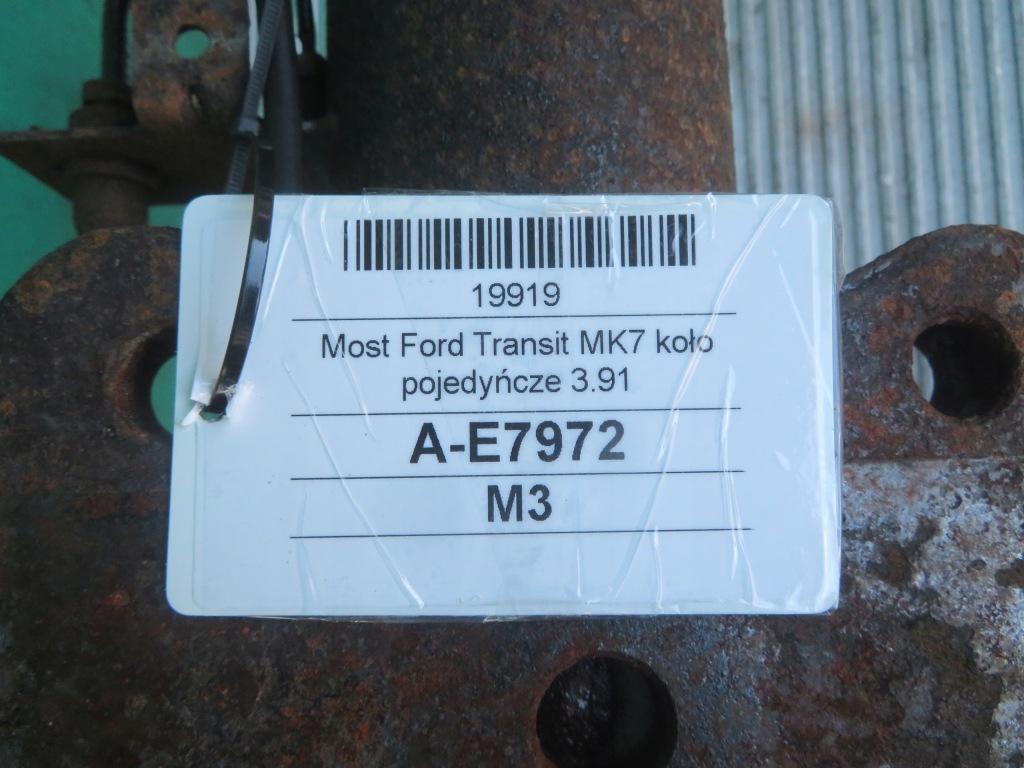 19919
Most Ford Transit MK7 koło
pojedyńcze 3.91
A-E7972
M3